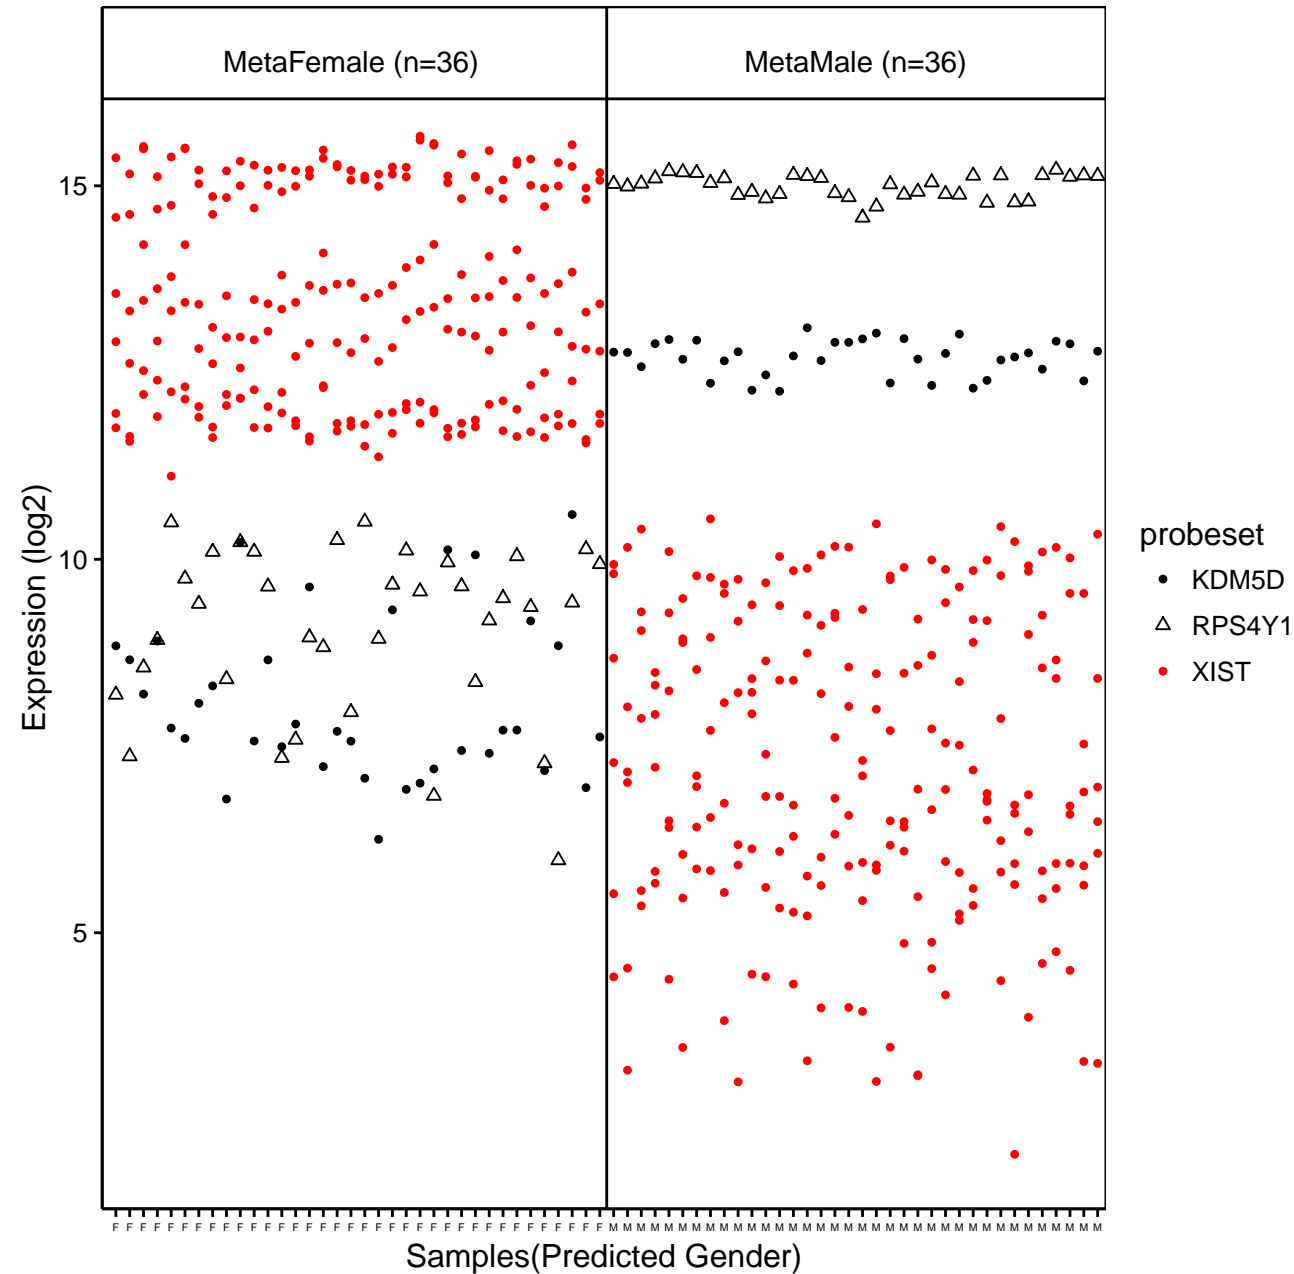 MetaFemale (n=36)
MetaMale (n=36)
15
10
5
Expression (log2)
F F F F F F F F F F F F F F F F F F F F F F F F F F F F F F F F F F F F M M M M M M M M M M M M M M M M M M M M M M M M M M M M M M M M M M M M
Samples(Predicted Gender)
probeset
KDM5D
RPS4Y1
XIST